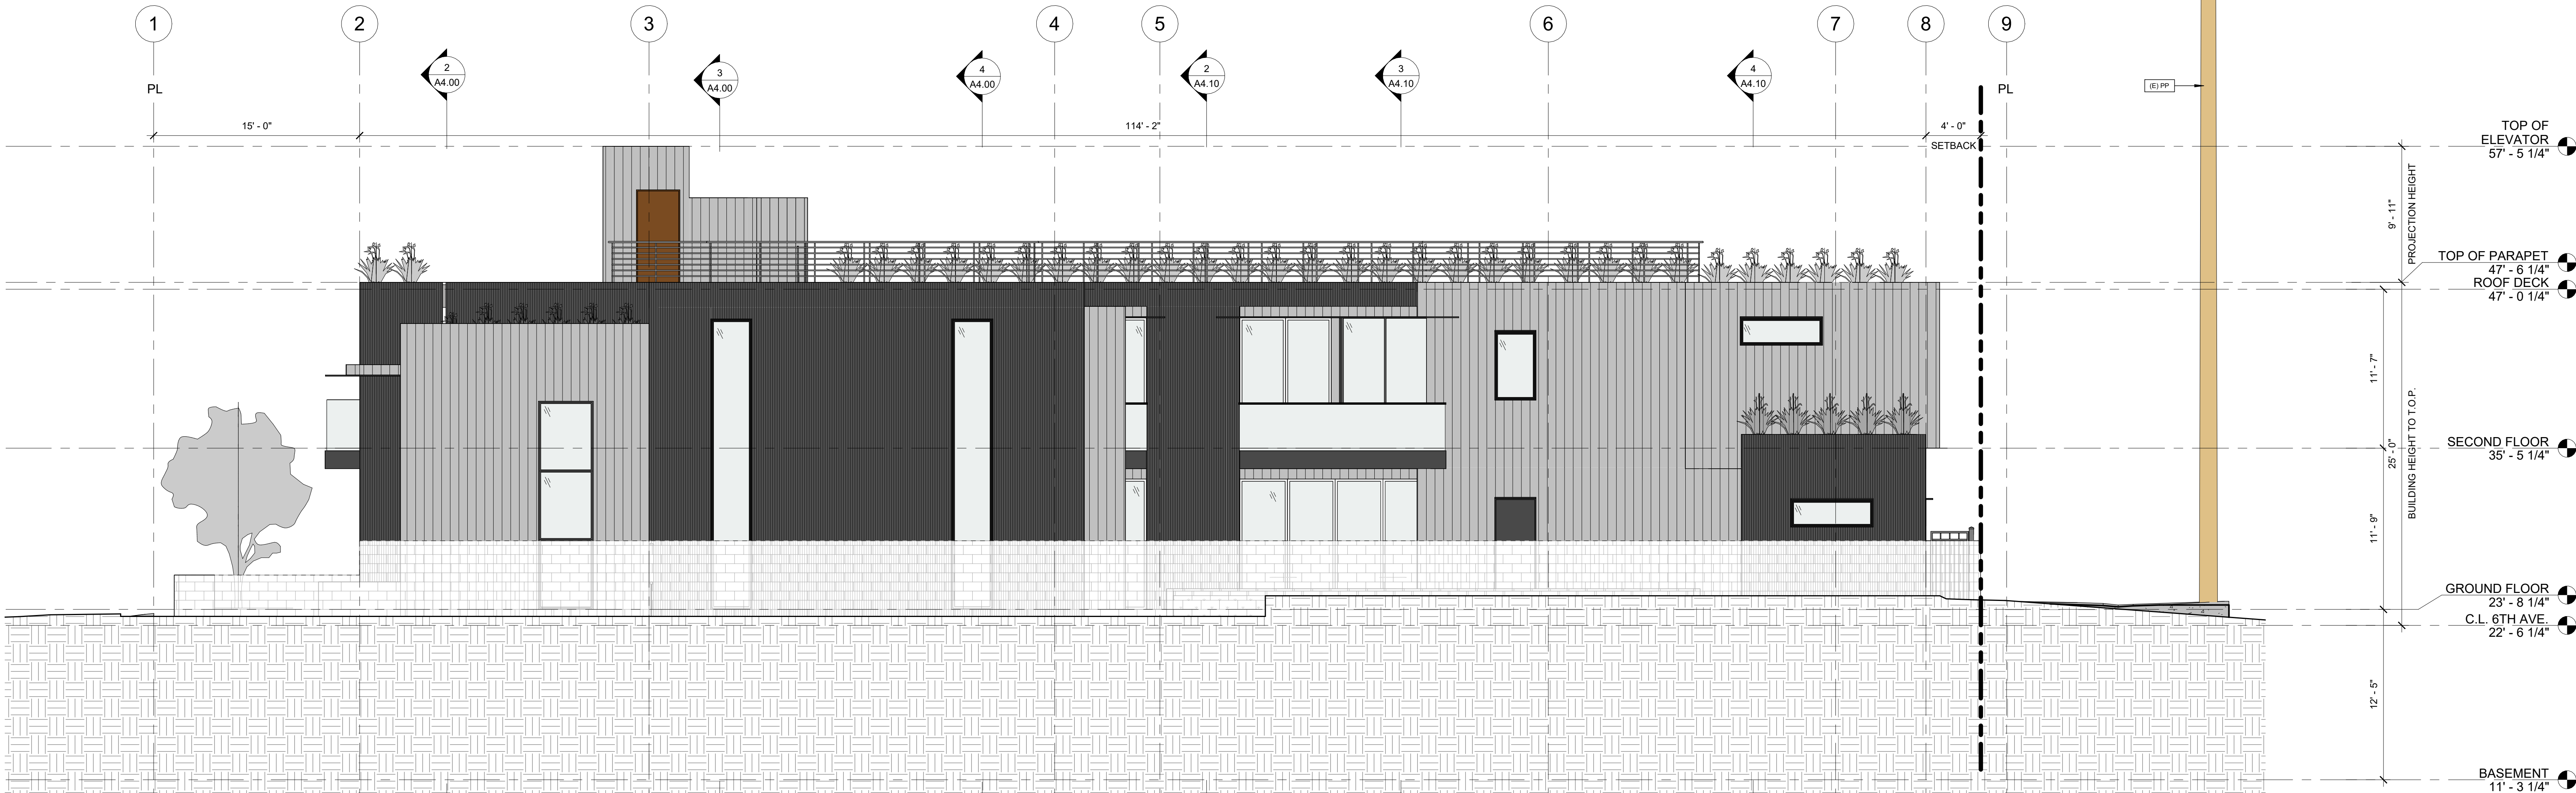 1
2
3
4
5
6
7
8
9
2
A4.00
3
A4.00
4
A4.00
2
A4.10
3
A4.10
4
A4.10
PL
PL
(E) PP
15' - 0"
114' - 2"
4' - 0"
SETBACK
TOP OF
ELEVATOR
57' - 5 1/4"
9' - 11"
PROJECTION HEIGHT
TOP OF PARAPET
47' - 6 1/4"
ROOF DECK
47' - 0 1/4"
11' - 7"
SECOND FLOOR
35' - 5 1/4"
25' - 0"
BUILDING HEIGHT TO T.O.P.
11' - 9"
GROUND FLOOR
23' - 8 1/4"
C.L. 6TH AVE.
22' - 6 1/4"
12' - 5"
BASEMENT
11' - 3 1/4"